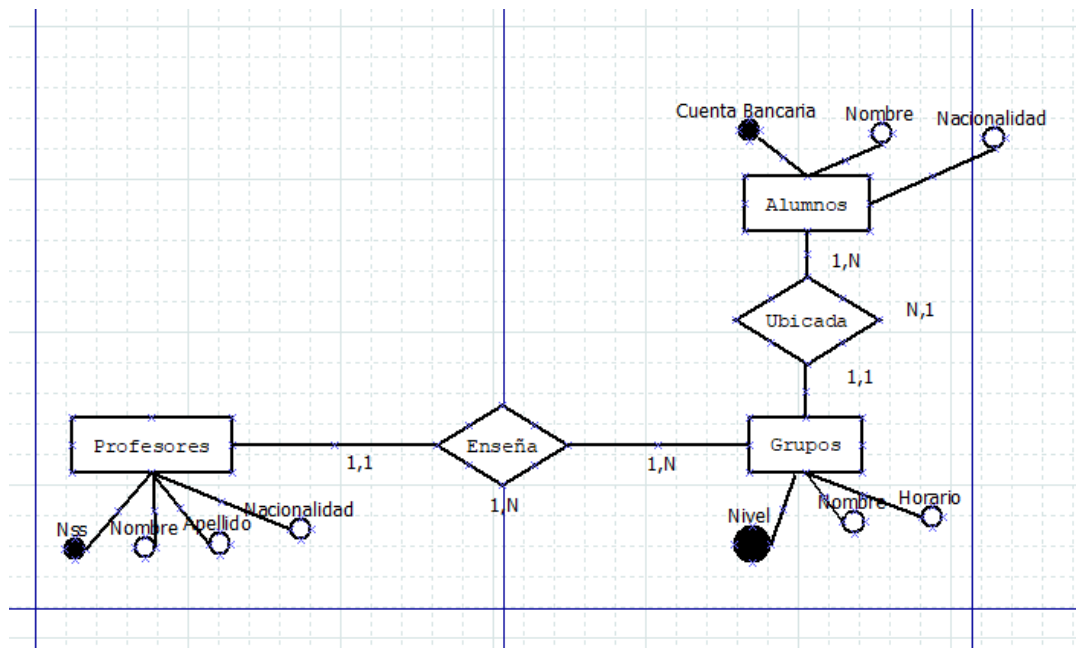 Cuenta Bancaria
Nombre
Nacionalidad
Alumnos
1,N
Ubicada
N,1
1,1
Profesores
1,1
Enseña
1,N
Grupos
1,N
Nss
Nombre
Apellido
Nacionalidad
Nivel
Nombre
Horario